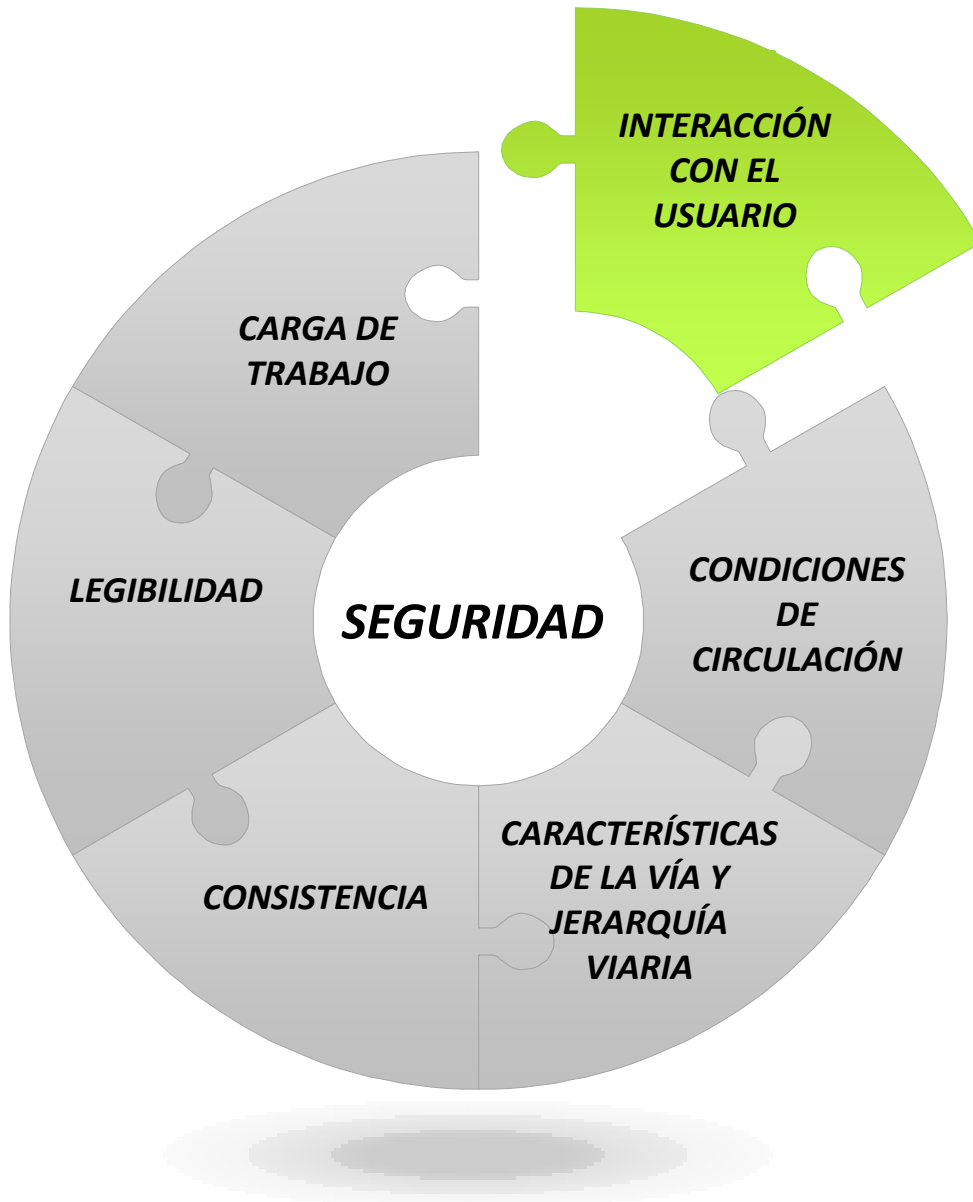 INTERACCIÓN
CON EL
USUARIO
CARGA DE
TRABAJO
LEGIBILIDAD
CONDICIONES
DE
CIRCULACIÓN
SEGURIDAD
CONSISTENCIA
CARACTERÍSTICAS
DE LA VÍA Y
JERARQUÍA
VIARIA